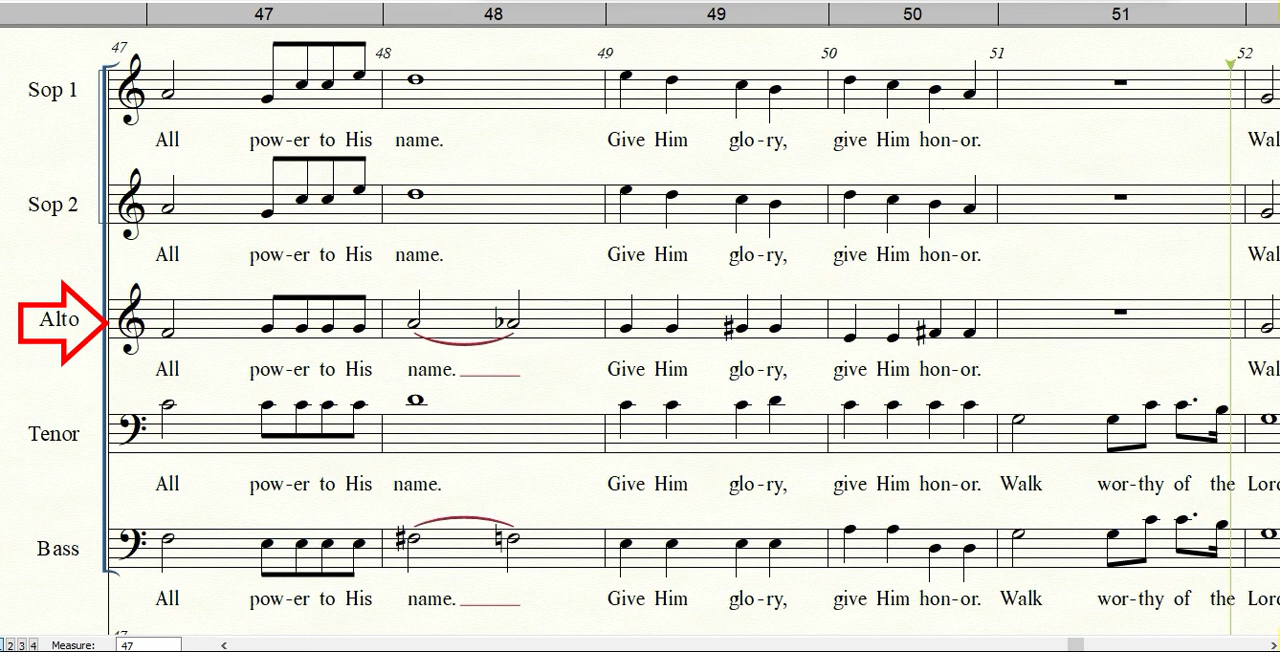 47 48 49 50 51
47 48 49 50 51 52
Sop 1
All pow-er to His name. Give Him glo-ry, give Him hon-or. Wal
Sop 2
All pow-er to His name. Give Him glo-ry, give Him hon-or.
Alto
All pow-er to His name. Give Him glo-ry, give Him hon-or. Wal
Tenor
All pow-er to His name. Give Him glo-ry, give Him hon-or. Walk wor-thy of the Lord
Bass
All pow-er to His name. Give Him glo-ry, give Him hon-or. Walk wor-thy of the Lord
2 3 4 Measure: 47